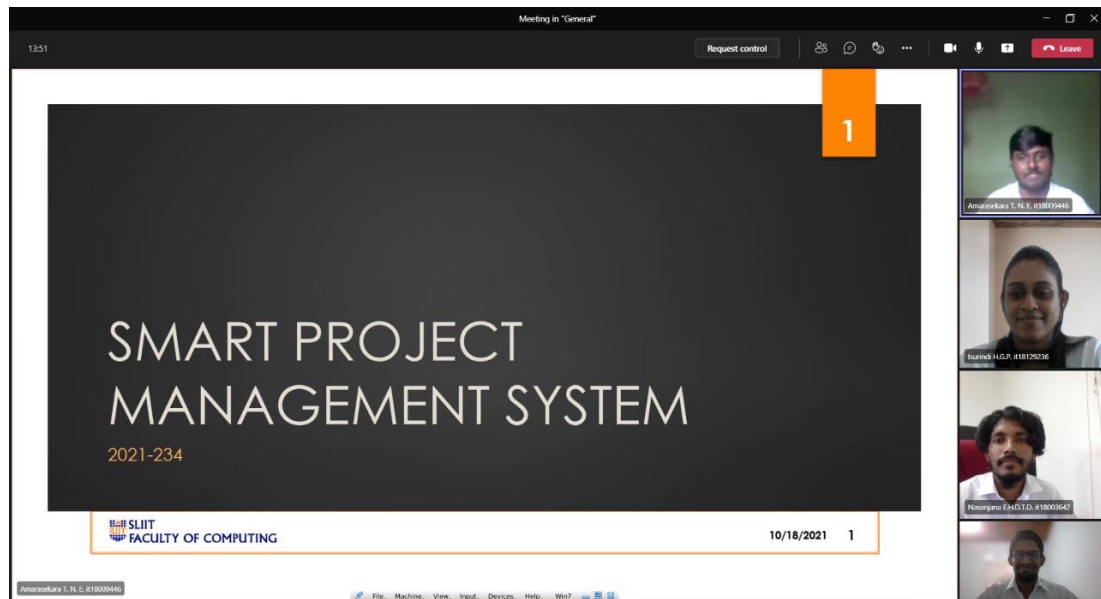 Meeting in "General"
13:51
Request control
Leave
1
SMART PROJECT
MANAGEMENT SYSTEM
2021-234
SLIIT
FACULTY OF COMPUTING
10/18/2021 1
Amarasekara T. N. E. it18009446
Isurindi H.G.P. it18129236
Navanjana E.H.D.T.D. it18003642
Amarasekara T. N. E. it18009446
File. Machine. View. Input. Devices. Help. Win7